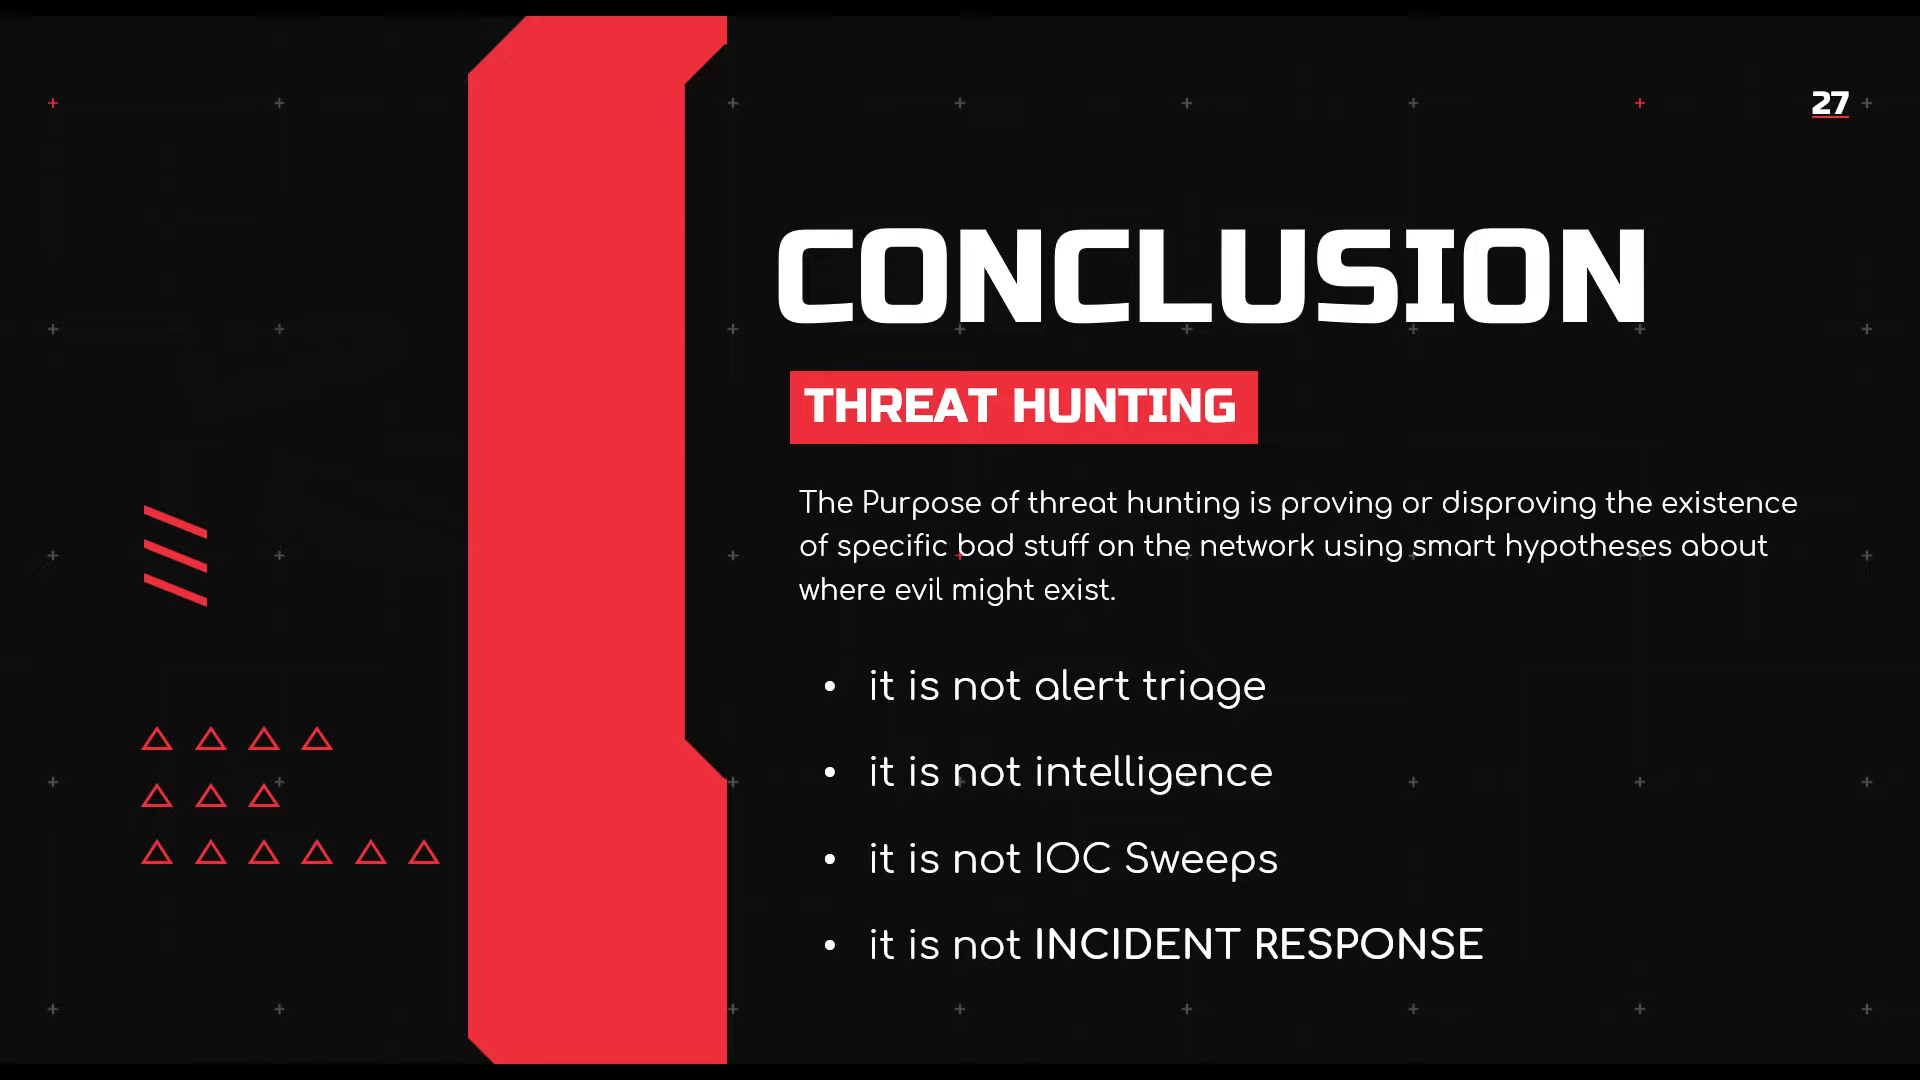 27
CONCLUSION
THREAT HUNTING
The Purpose of threat hunting is proving or disproving the existence
of specific bad stuff on the network using smart hypotheses about
where evil might exist.
• it is not alert triage
• it is not intelligence
• it is not IOC Sweeps
• it is not INCIDENT RESPONSE